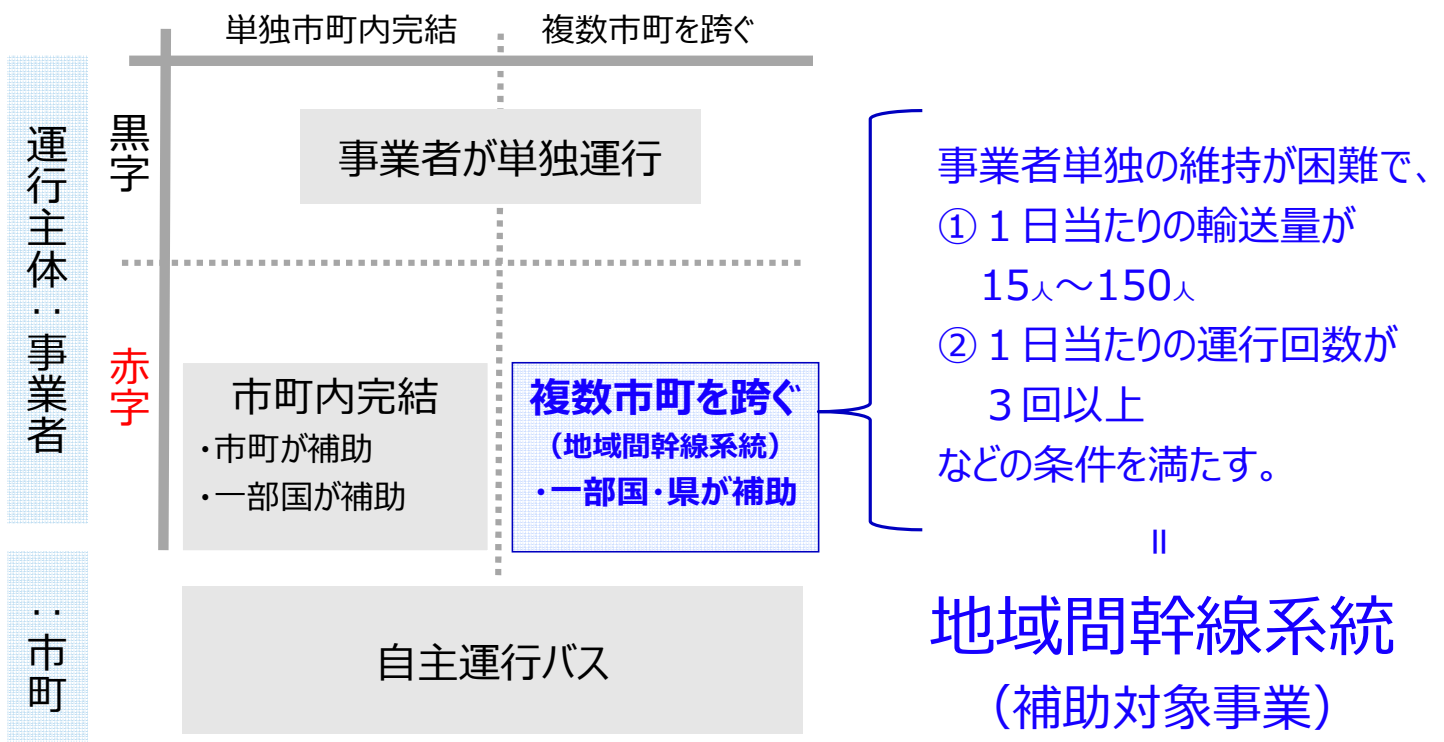 単独市町内完結
複数市町を跨ぐ
運行主体：事業者
黒字
事業者が単独運行
赤字
市町内完結
・市町が補助
・一部国が補助
複数市町を跨ぐ
（地域間幹線系統）
・一部国・県が補助
：市町
自主運行バス
事業者単独の維持が困難で、
①１日当たりの輸送量が
15人～150人
②１日当たりの運行回数が
３回以上
などの条件を満たす。
＝
地域間幹線系統
（補助対象事業）